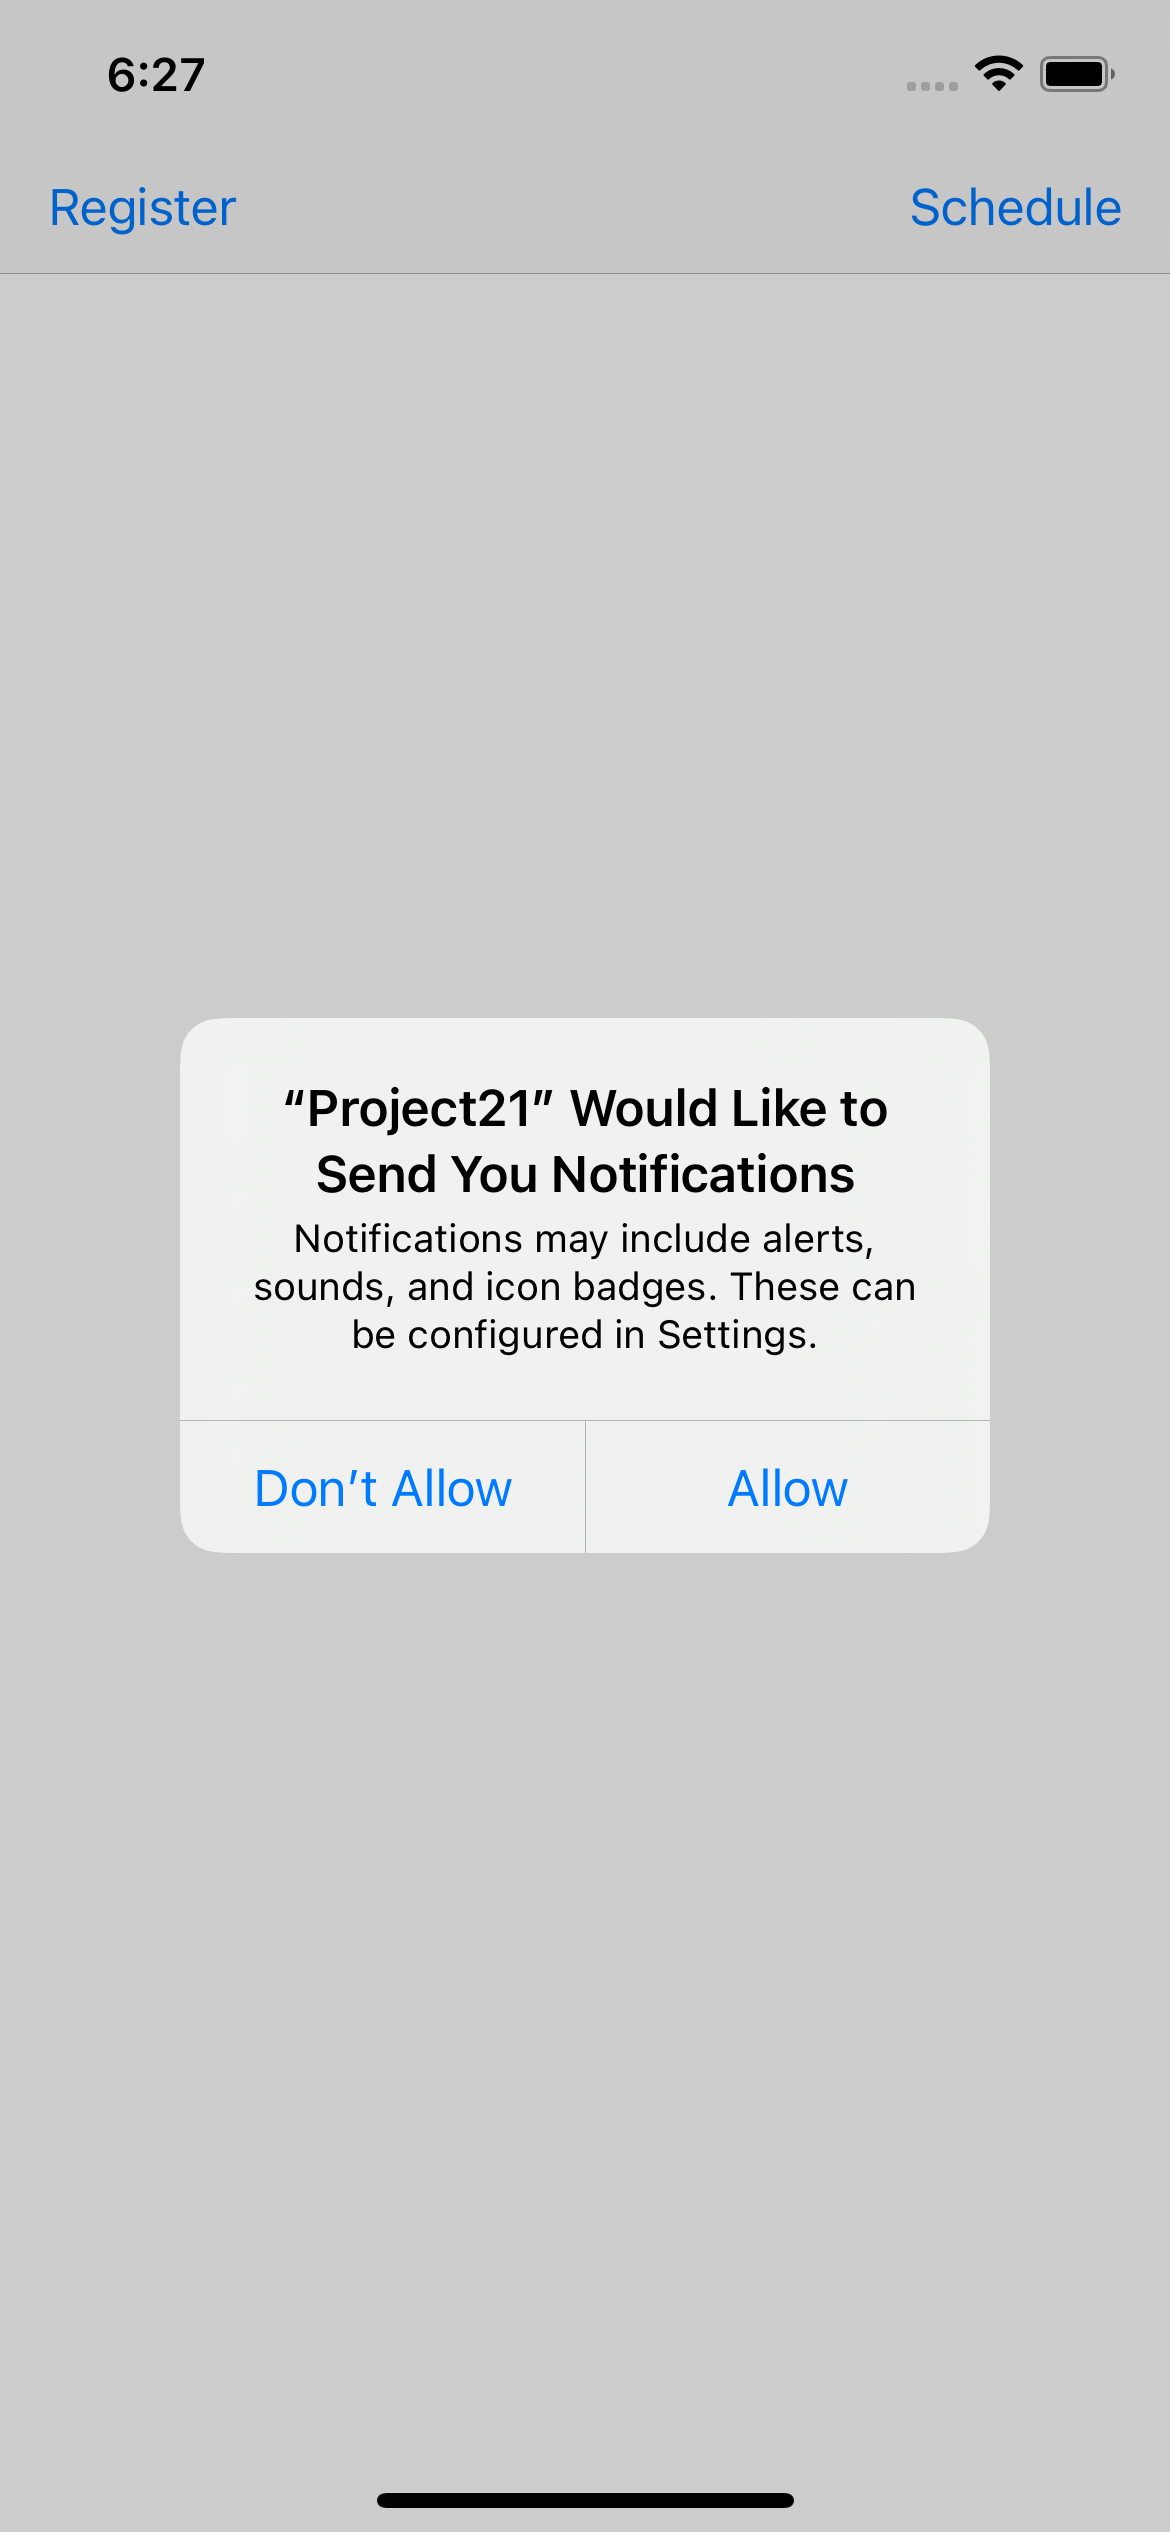 6:27
Register
Schedule
“Project21” Would Like to
Send You Notifications
Notifications may include alerts,
sounds, and icon badges. These can
be configured in Settings.
Don’t Allow
Allow